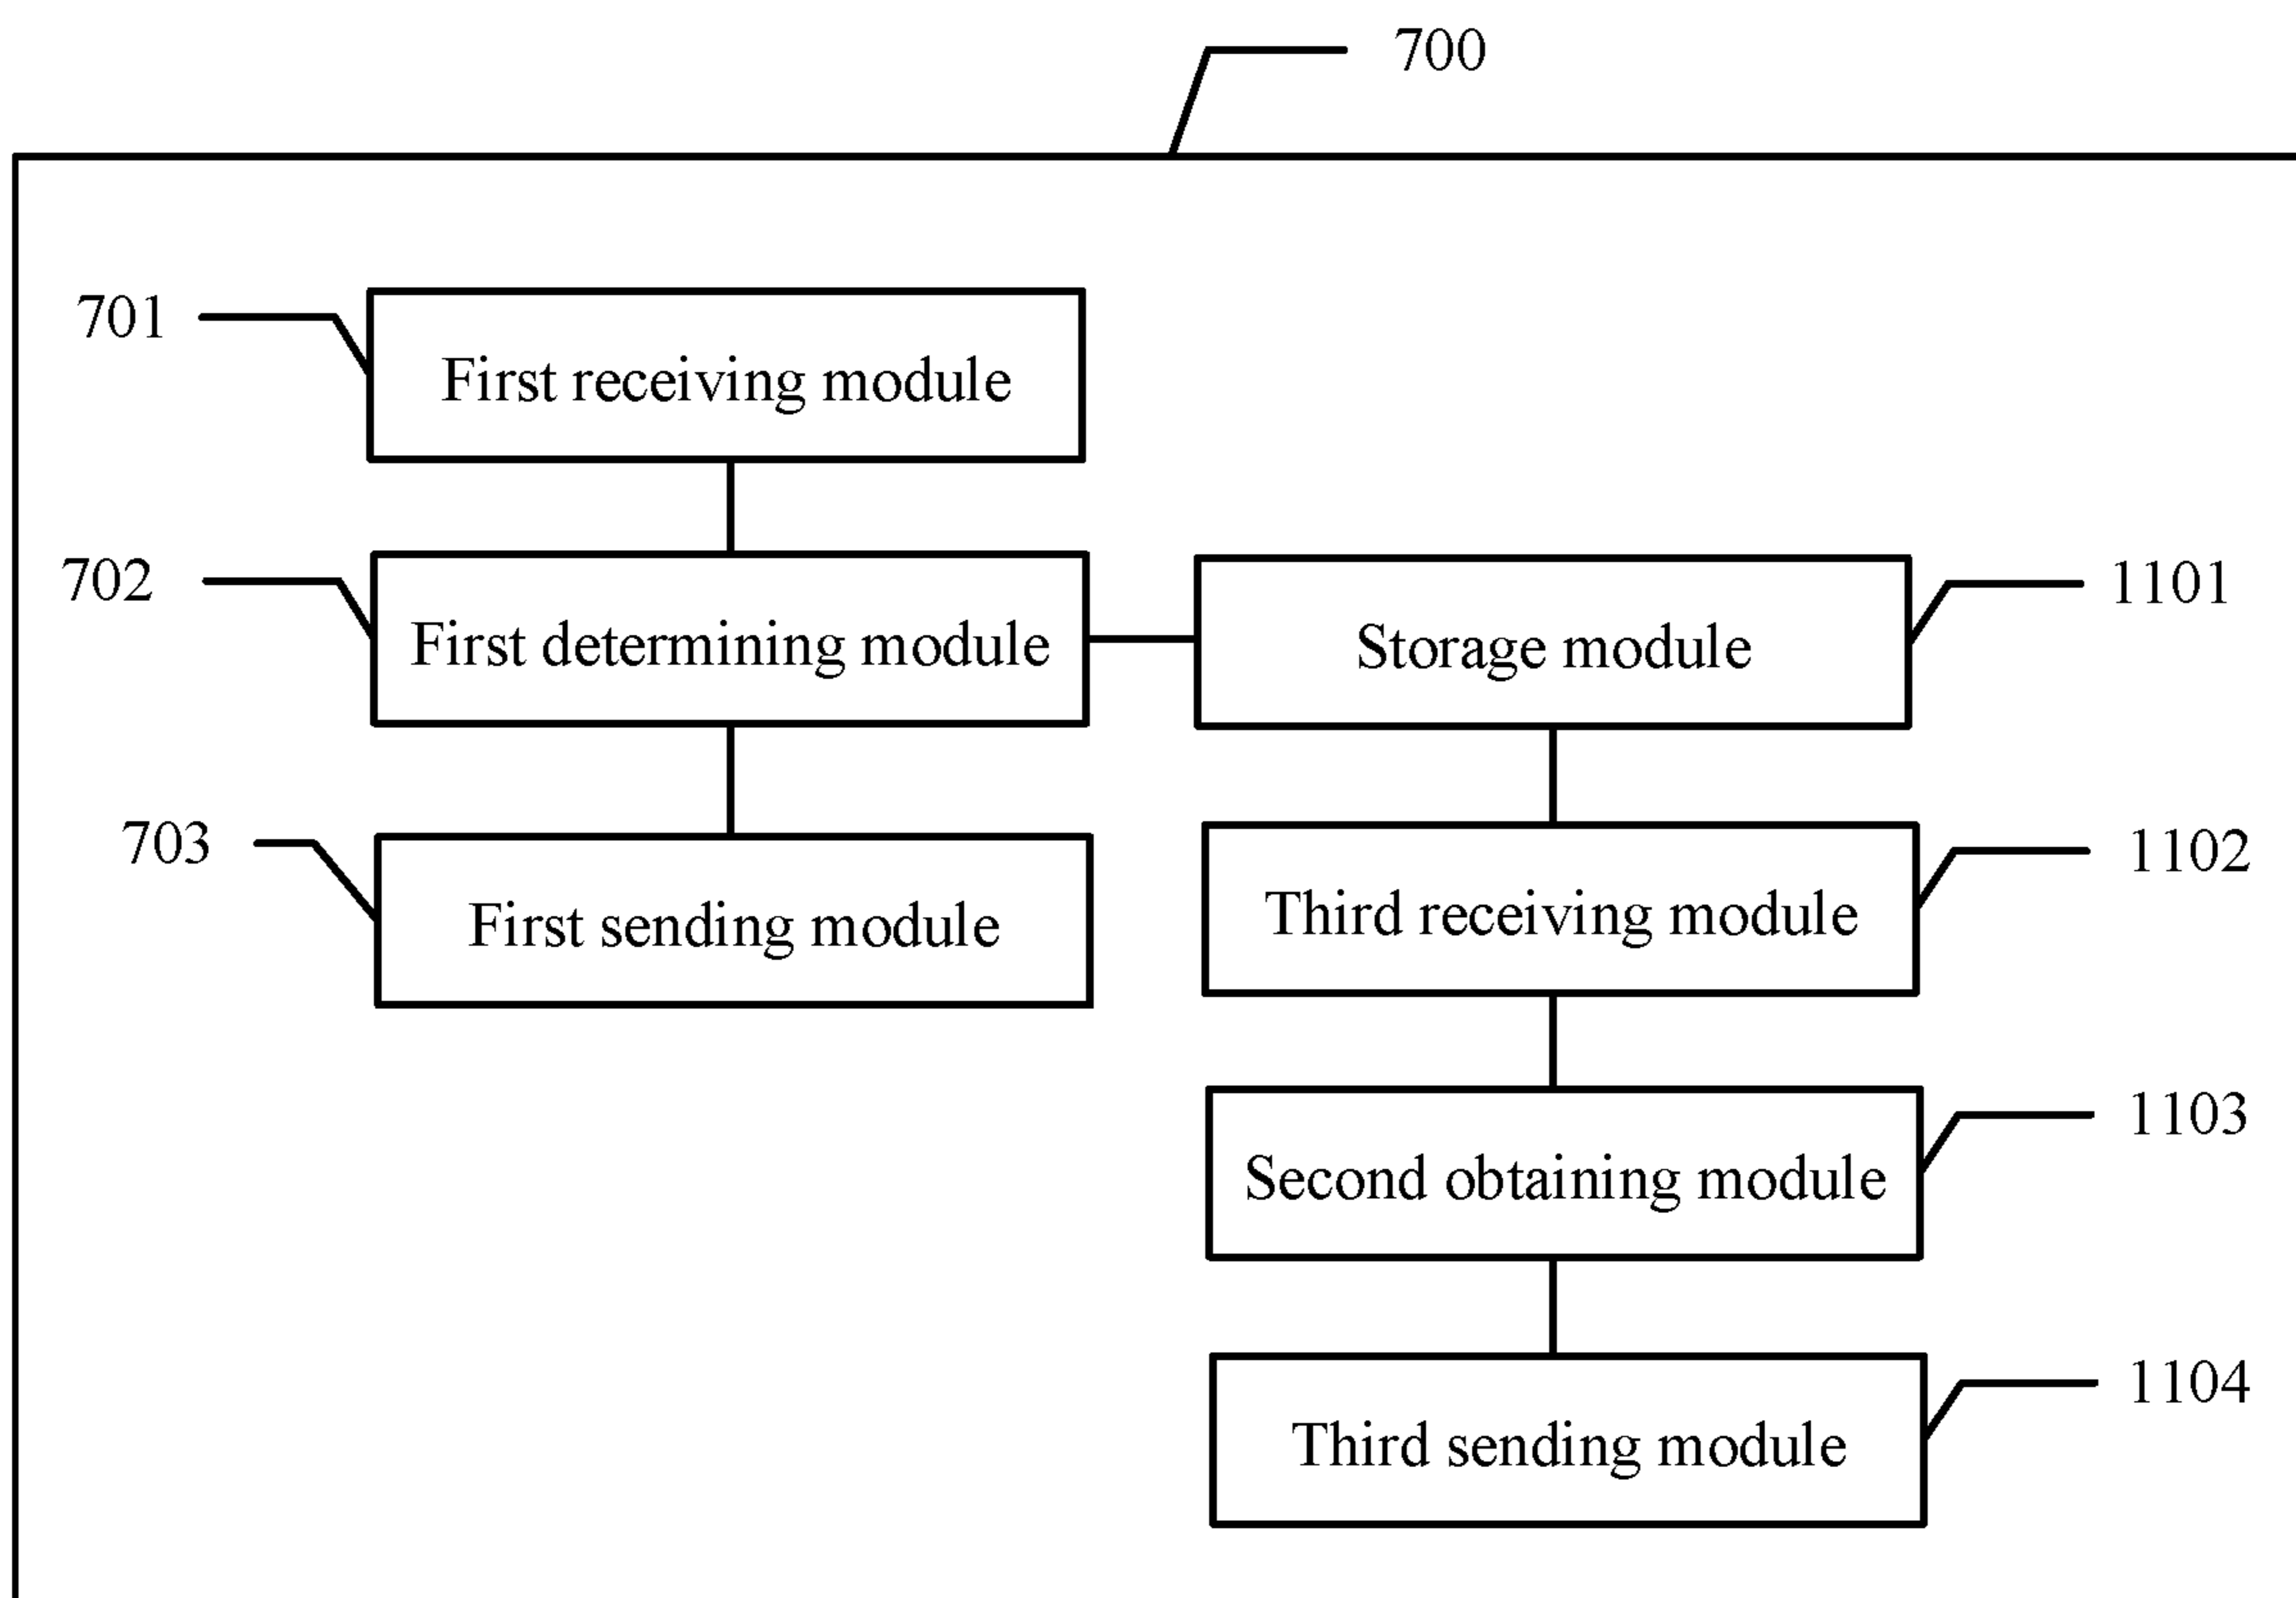 700
701
First receiving module
702
First determining module
Storage module
1101
703
First sending module
Third receiving module
1102
Second obtaining module
1103
Third sending module
1104